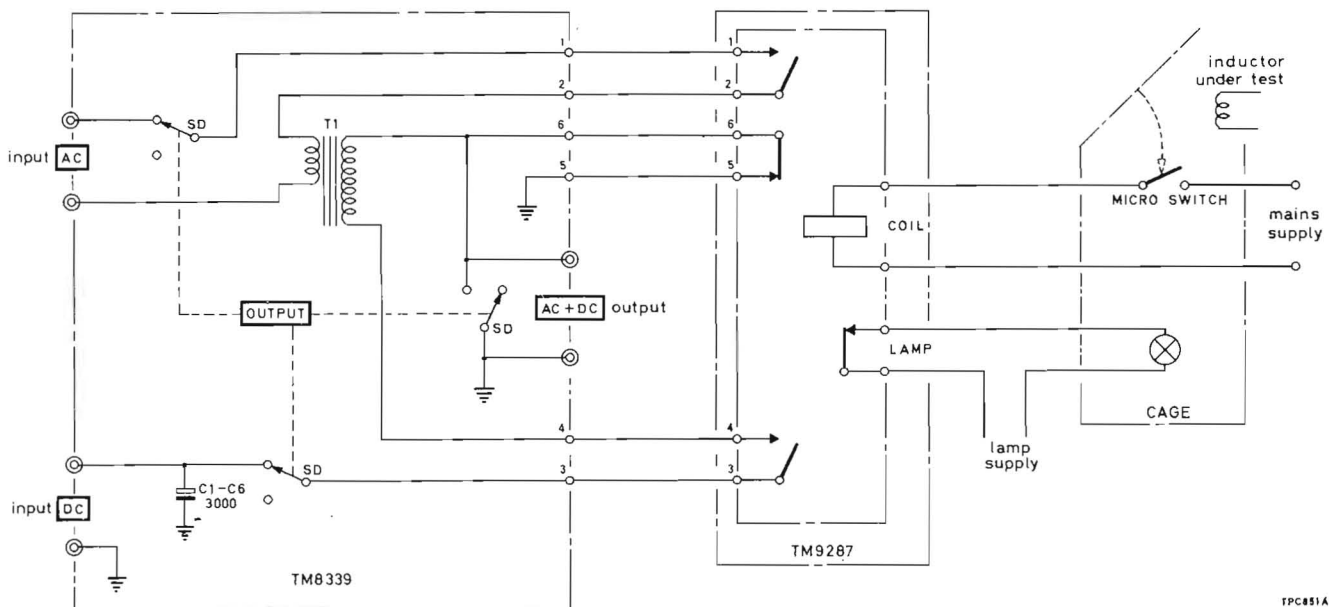 1
inductor
under test
2
SD
T1
6
input AC
5
MICRO SWITCH
COIL
mains
supply
OUTPUT
AC + DC output
SD
LAMP
CAGE
4
lamp
supply
SD
3
C1-C6
3000
input DC
TM9287
TM8339
TPC851A
1
2
6
5
4
3